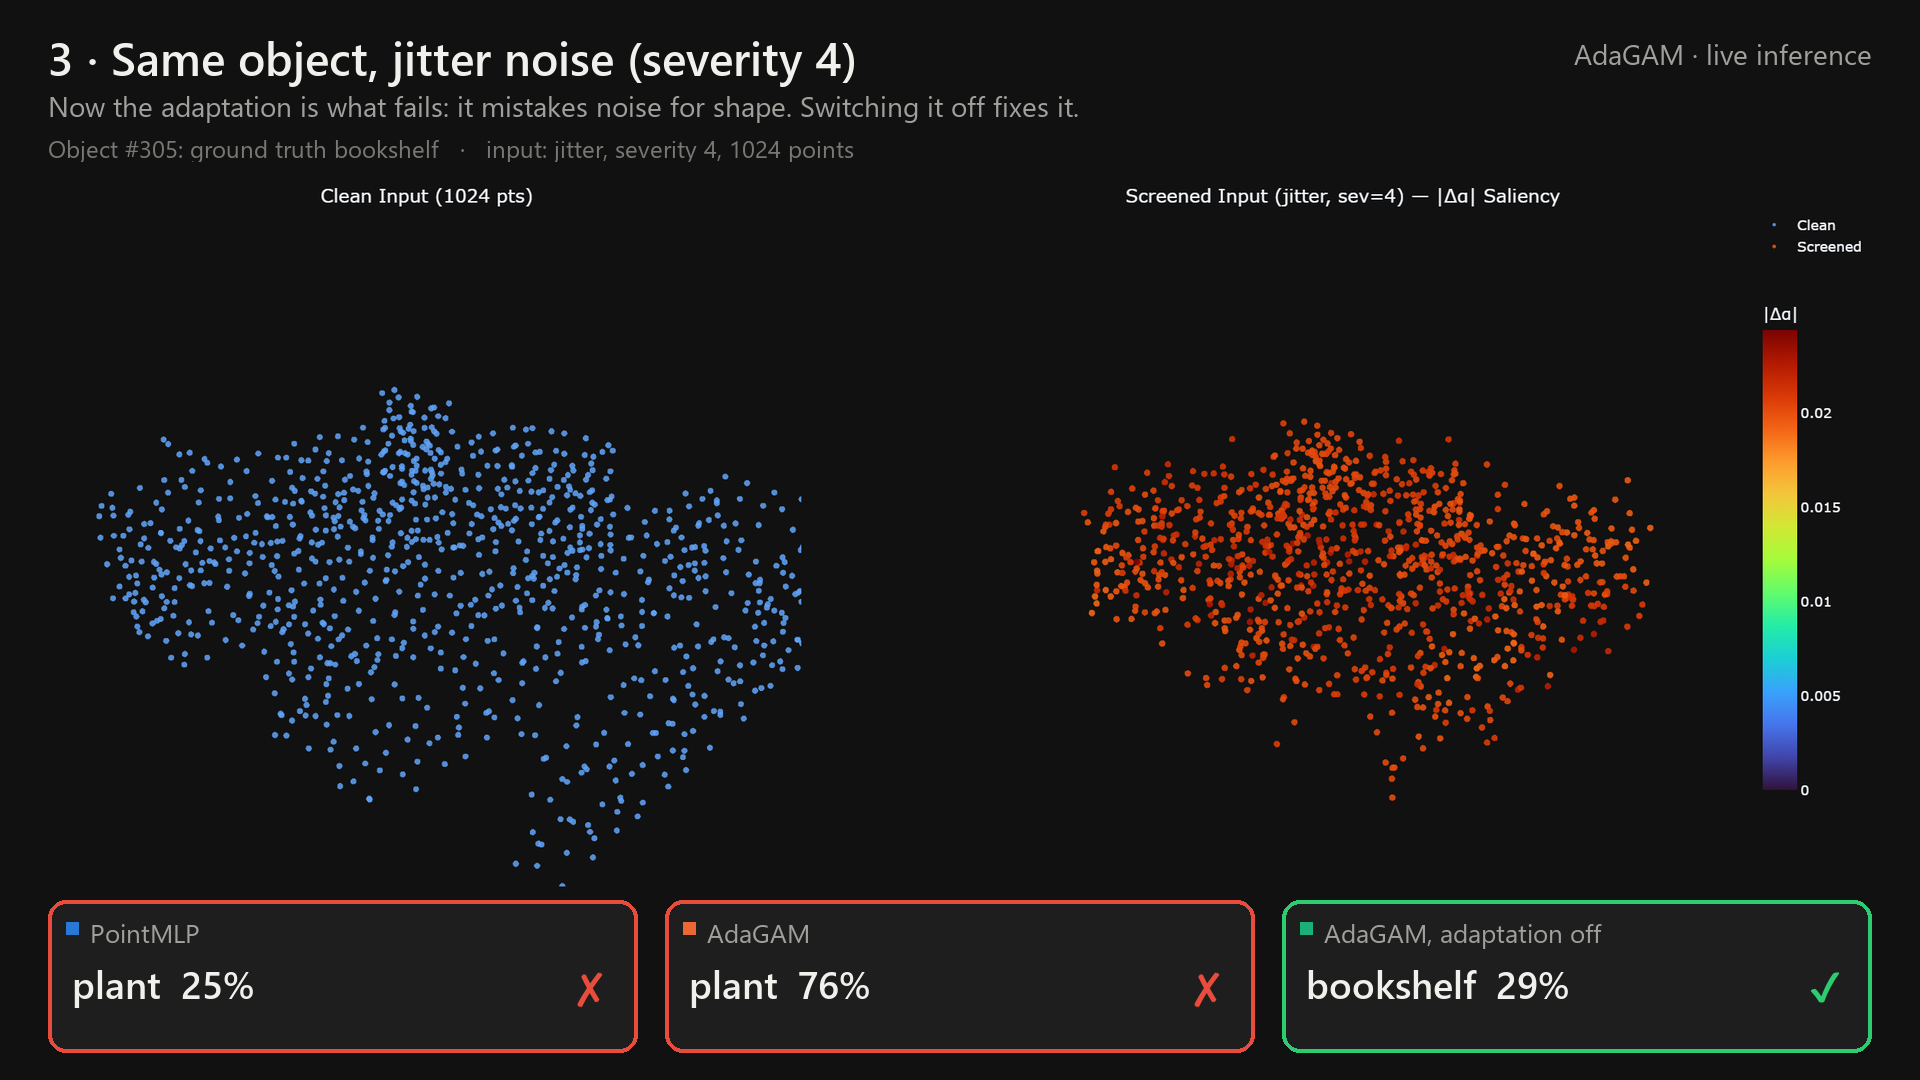 3 · Same object, jitter noise (severity 4)
AdaGAM · live inference
Now the adaptation is what fails: it mistakes noise for shape. Switching it off fixes it.
Object #305: ground truth bookshelf · input: jitter, severity 4, 1024 points
Clean Input (1024 pts)
Screened Input (jitter, sev=4) — |Δα| Saliency
Clean
Screened
|Δα|
0.02
0.015
0.01
0.005
0
PointMLP
plant 25% ✗
AdaGAM
plant 76% ✗
AdaGAM, adaptation off
bookshelf 29% ✓